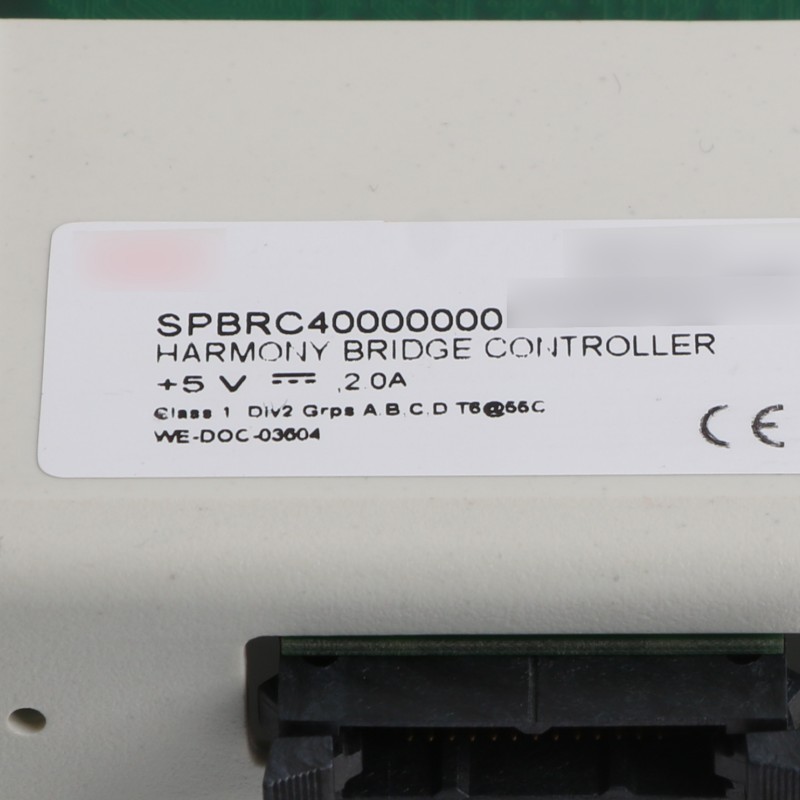 SPBRC40000000
HARMONY BRIDGE CONTROLLER
+5 V ⎓ ,2.0A
Class 1 Div2 Grps A.B.C.D T6@55C
WE-DOC-03604
CE